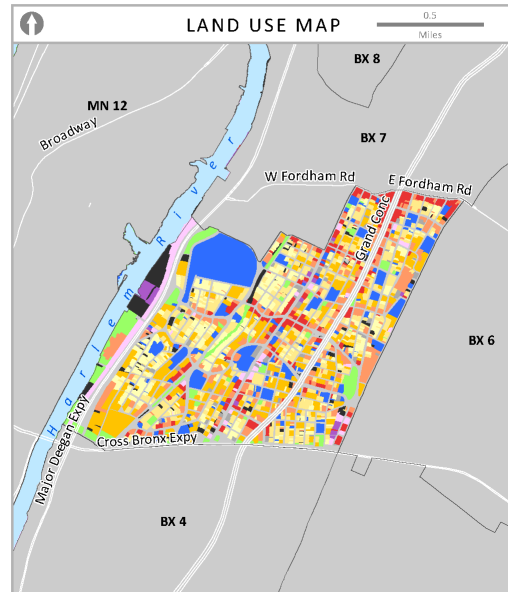 LAND USE MAP
0.5
Miles
BX 8
MN 12
Broadway
BX 7
Harlem River
W Fordham Rd
E Fordham Rd
Grand Conc
BX 6
Major Deegan Expy
Cross Bronx Expy
BX 4